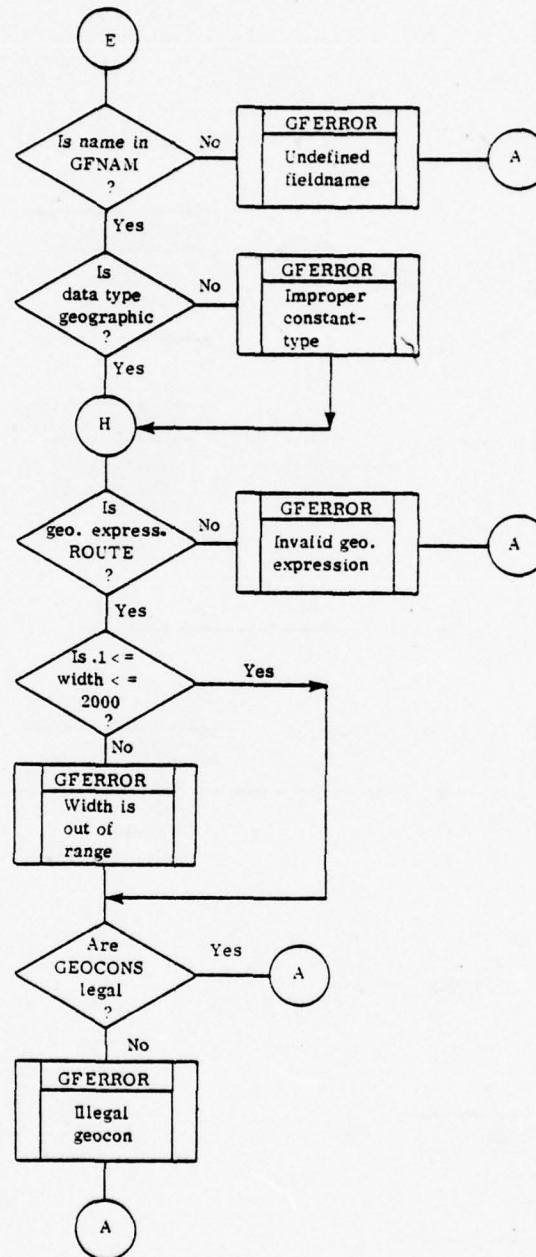 E
Is name in
GFNAM
?
No
GFERROR
Undefined
fieldname
A
Yes
Is
data type
geographic
?
No
GFERROR
Improper
constant-
type
Yes
H
Is
geo. express.
ROUTE
?
No
GFERROR
Invalid geo.
expression
A
Yes
Is .1 < =
width < =
2000
?
Yes
No
GFERROR
Width is
out of
range
Are
GEOCONS
legal
?
Yes
A
No
GFERROR
Illegal
geocon
A